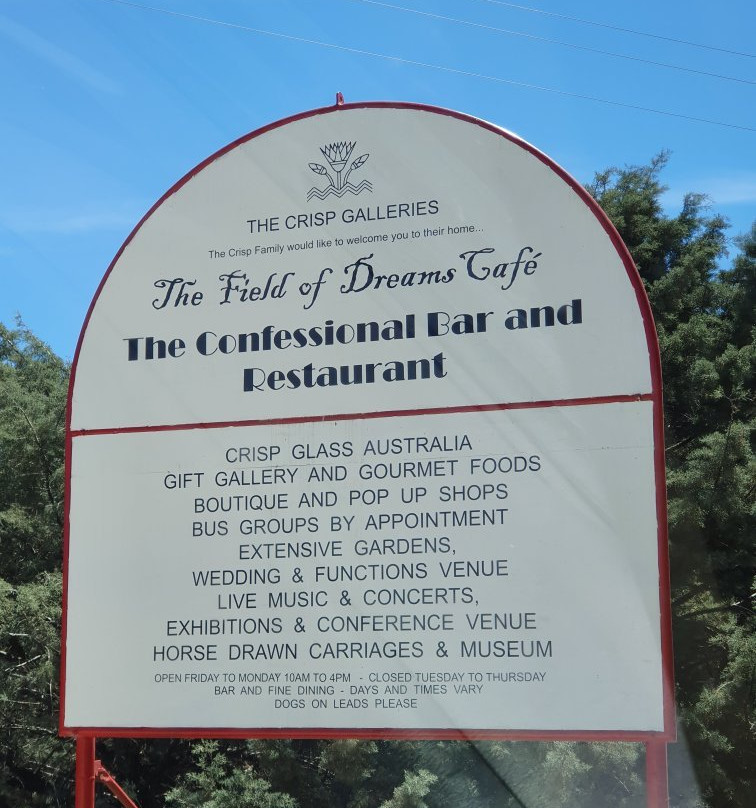 THE CRISP GALLERIES
The Crisp Family would like to welcome you to their home...
The Field of Dreams Café
The Confessional Bar and
Restaurant
CRISP GLASS AUSTRALIA
GIFT GALLERY AND GOURMET FOODS
BOUTIQUE AND POP UP SHOPS
BUS GROUPS BY APPOINTMENT
EXTENSIVE GARDENS,
WEDDING & FUNCTIONS VENUE
LIVE MUSIC & CONCERTS,
EXHIBITIONS & CONFERENCE VENUE
HORSE DRAWN CARRIAGES & MUSEUM
OPEN FRIDAY TO MONDAY 10AM TO 4PM - CLOSED TUESDAY TO THURSDAY
BAR AND FINE DINING - DAYS AND TIMES VARY
DOGS ON LEADS PLEASE